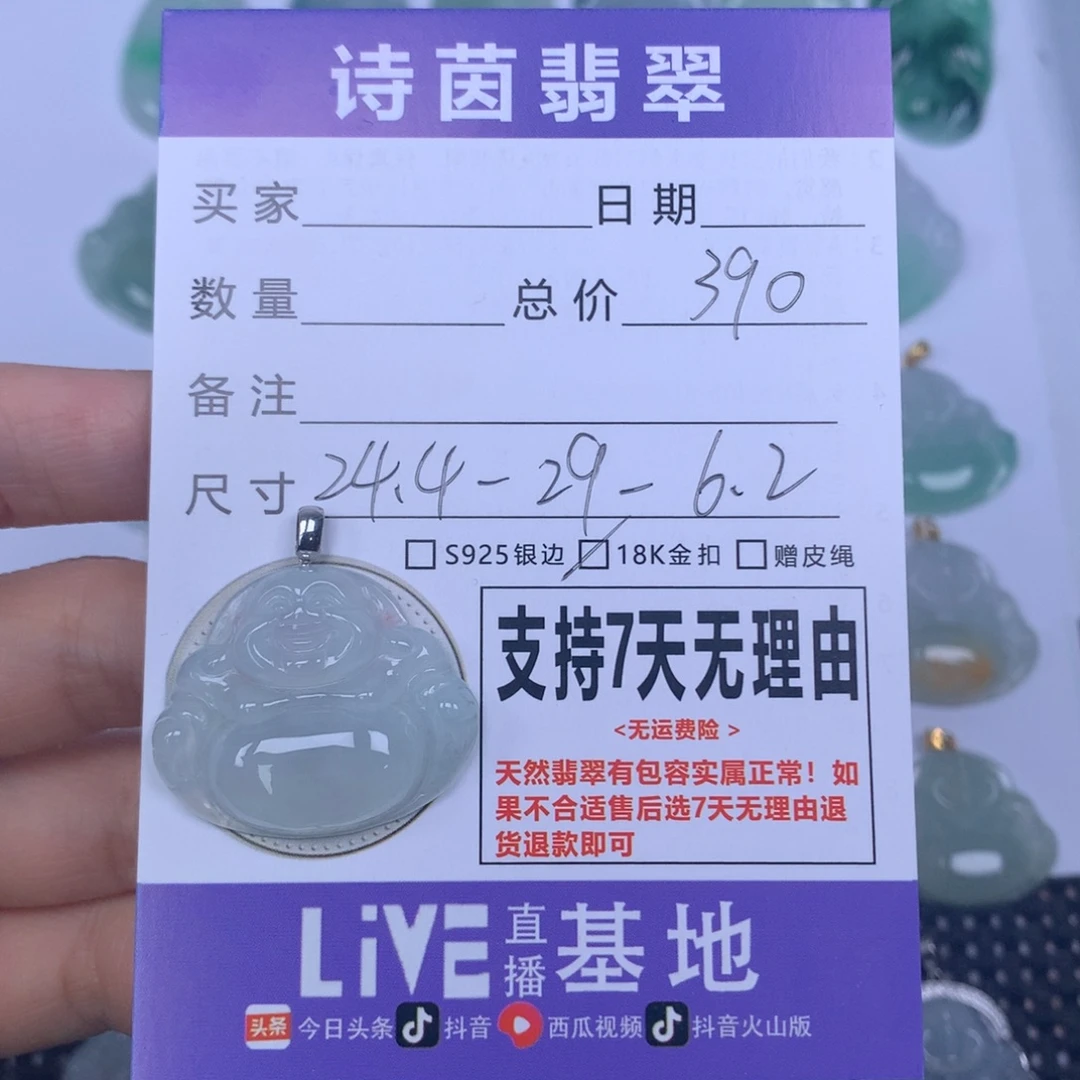 诗茵翡翠
买家 日期
数量 总价 390
备注
尺寸 24.4-29-6.2
S925银边 18K金扣 赠皮绳
支持7天无理由
<无运费险 >
天然翡翠有包容实属正常！如
果不合适售后选7天无理由退
货退款即可
LiVE 直播 基地
头条 今日头条 抖音 西瓜视频 抖音火山版